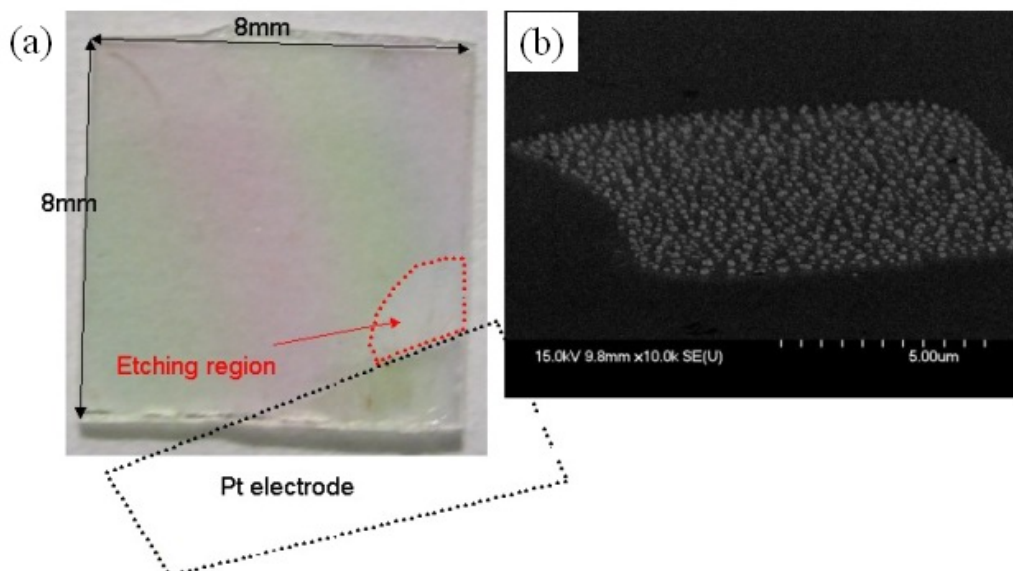 (a)
8mm
8mm
Etching region
Pt electrode
(b)
15.0kV 9.8mm x10.0k SE(U)
5.00um